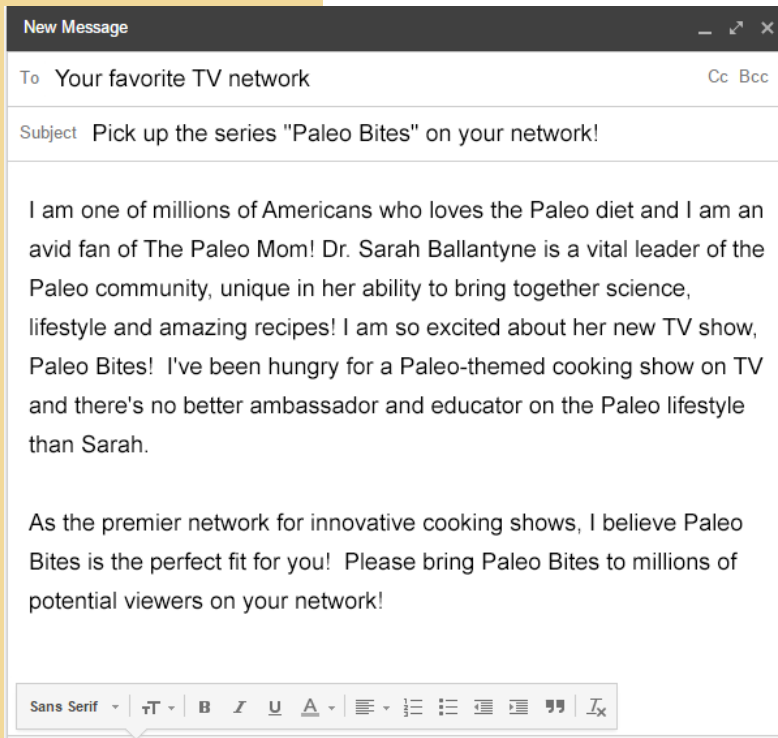 New Message
To Your favorite TV network Cc Bcc
Subject Pick up the series "Paleo Bites" on your network!
I am one of millions of Americans who loves the Paleo diet and I am an
avid fan of The Paleo Mom! Dr. Sarah Ballantyne is a vital leader of the
Paleo community, unique in her ability to bring together science,
lifestyle and amazing recipes! I am so excited about her new TV show,
Paleo Bites!  I've been hungry for a Paleo-themed cooking show on TV
and there's no better ambassador and educator on the Paleo lifestyle
than Sarah.
As the premier network for innovative cooking shows, I believe Paleo
Bites is the perfect fit for you!  Please bring Paleo Bites to millions of
potential viewers on your network!
Sans Serif TT B I U A Tx